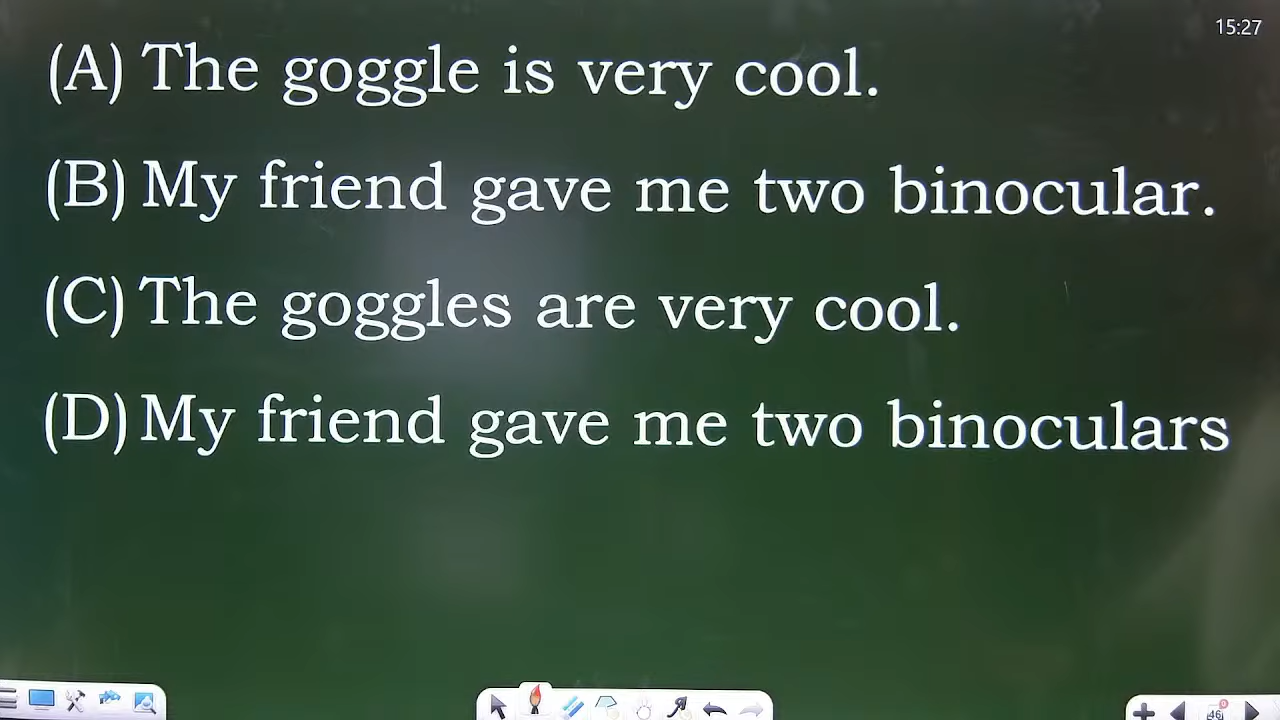 15:27
(A) The goggle is very cool.
(B) My friend gave me two binocular.
(C) The goggles are very cool.
(D) My friend gave me two binoculars
46